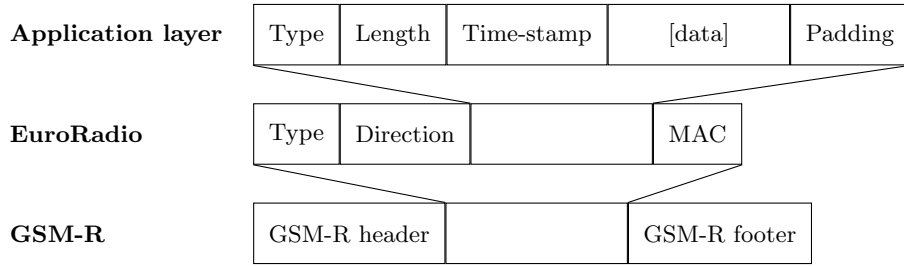 Application layer Type Length Time-stamp [data] Padding
EuroRadio Type Direction MAC
GSM-R GSM-R header GSM-R footer